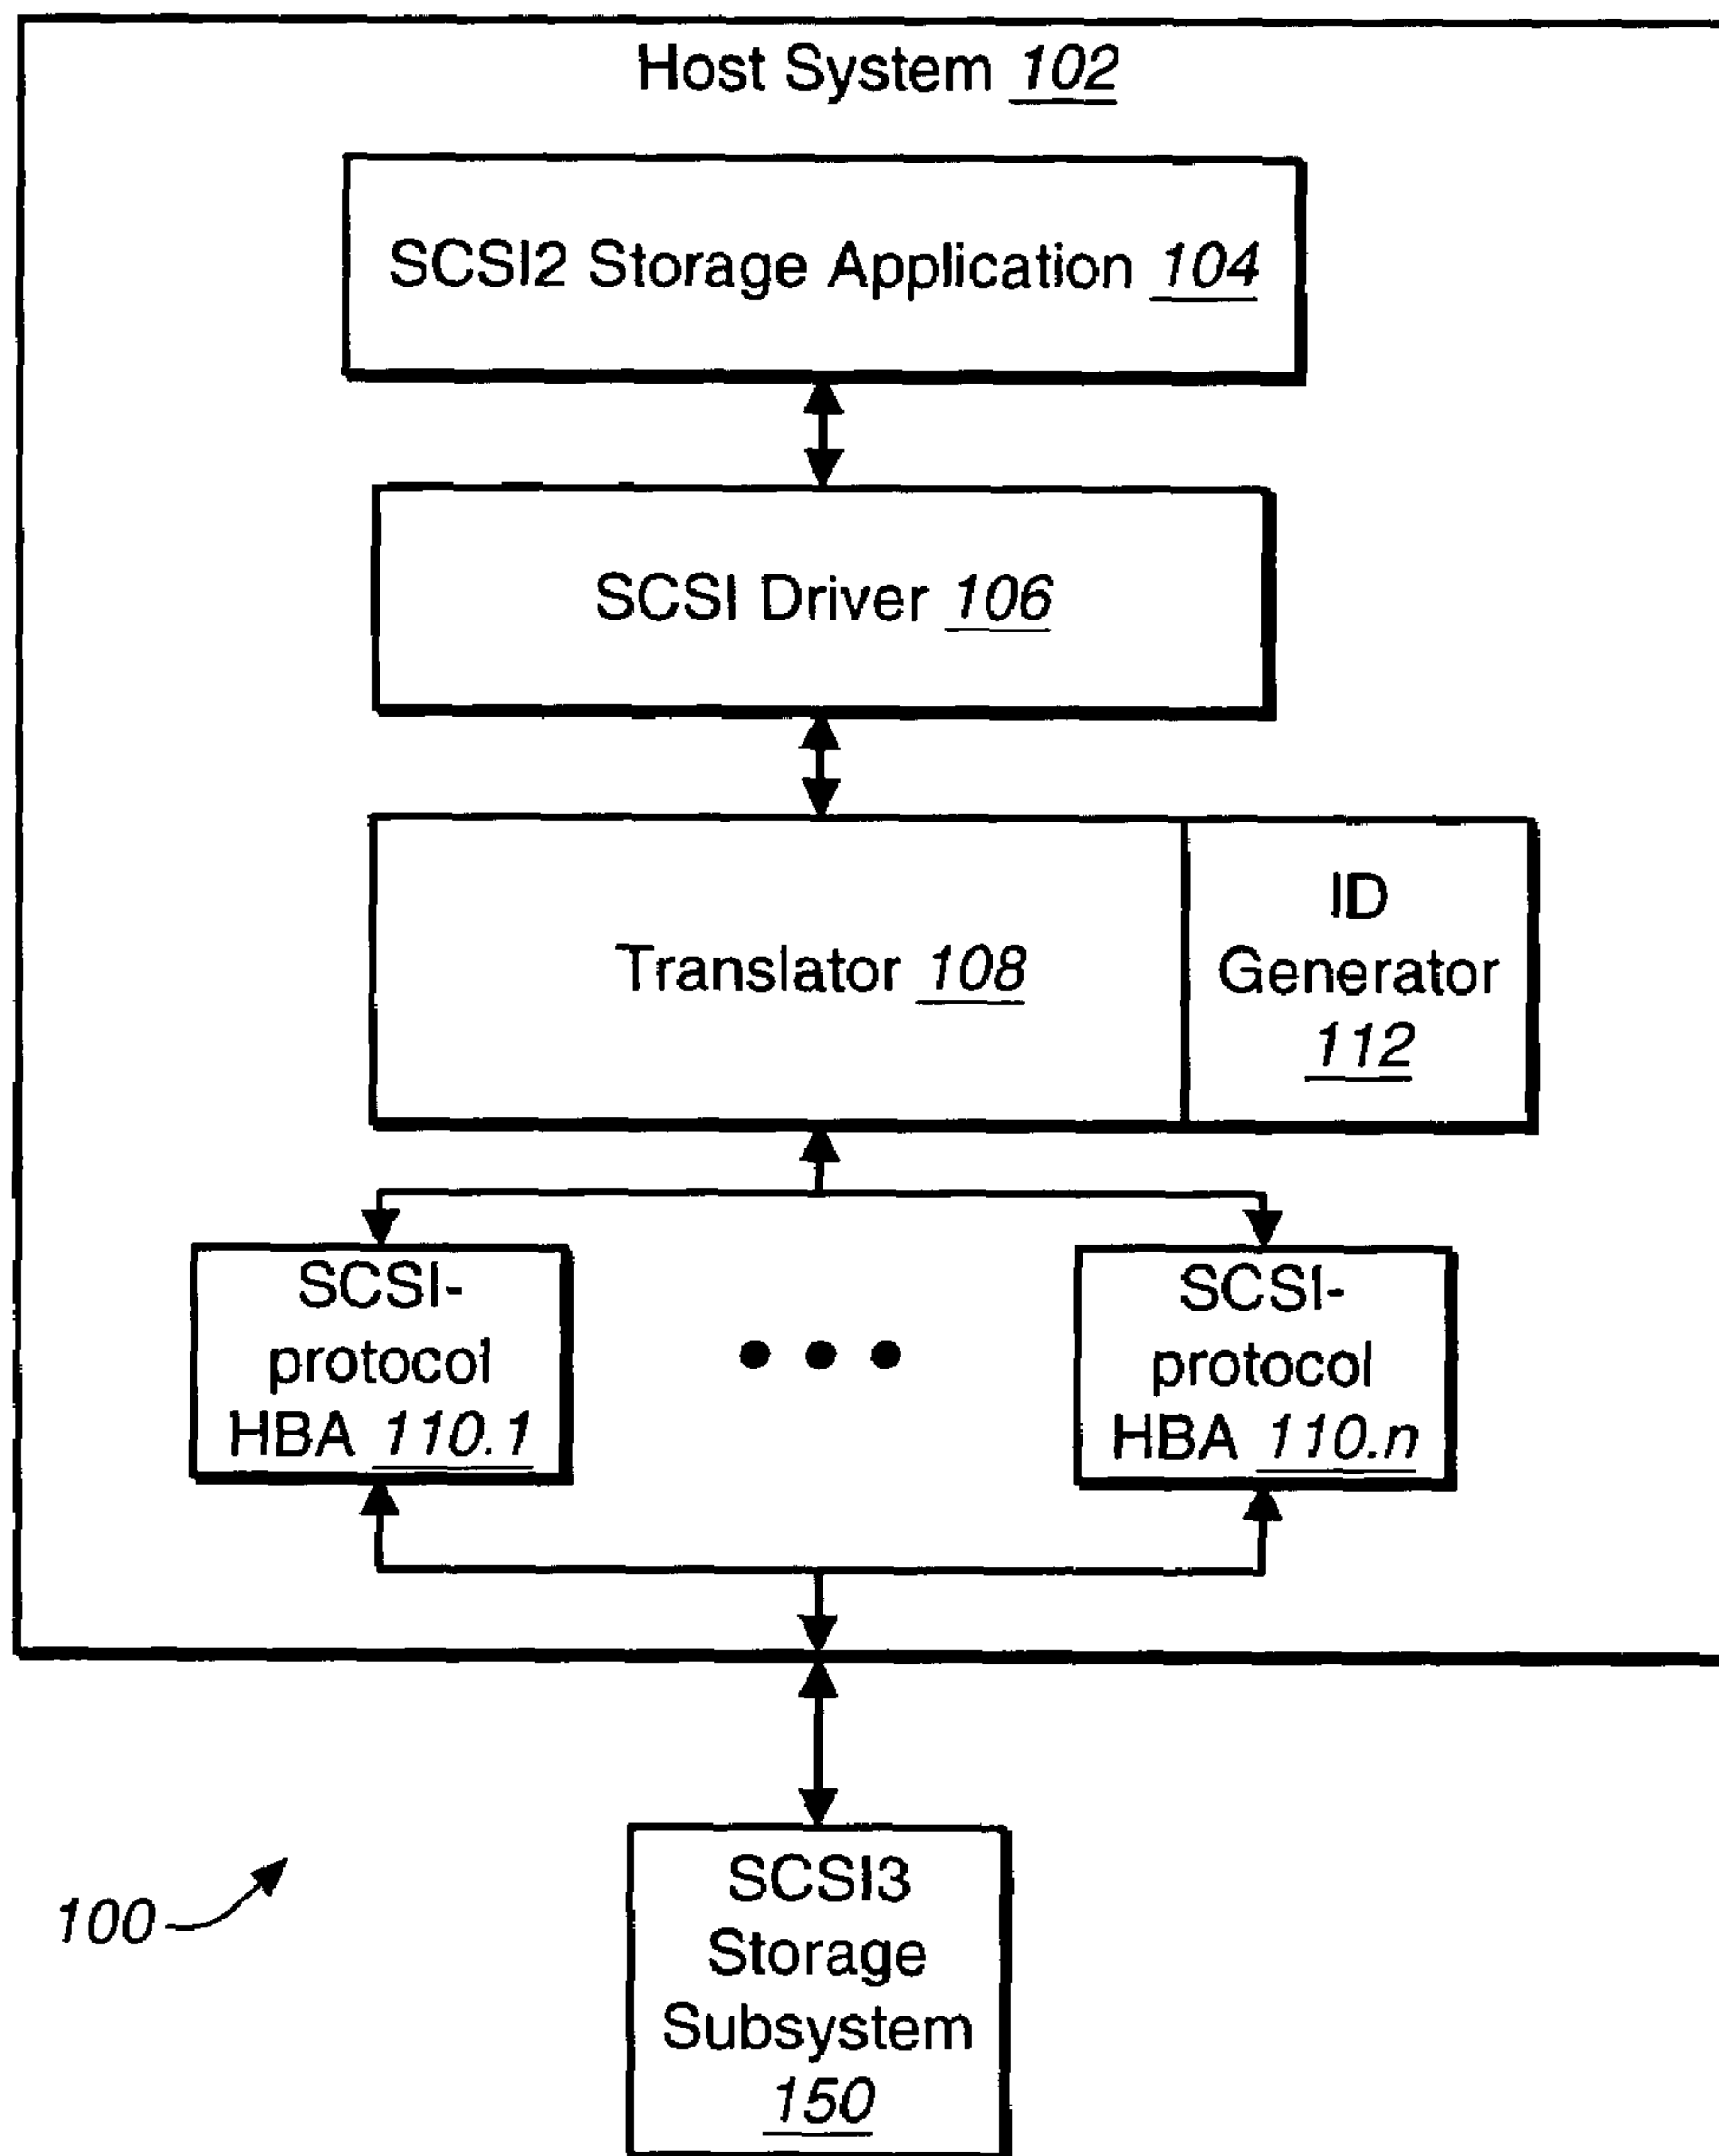 Host System 102
SCSI2 Storage Application 104
SCSI Driver 106
Translator 108
ID
Generator
112
SCSI-
protocol
HBA 110.1
SCSI-
protocol
HBA 110.n
100
SCSI3
Storage
Subsystem
150